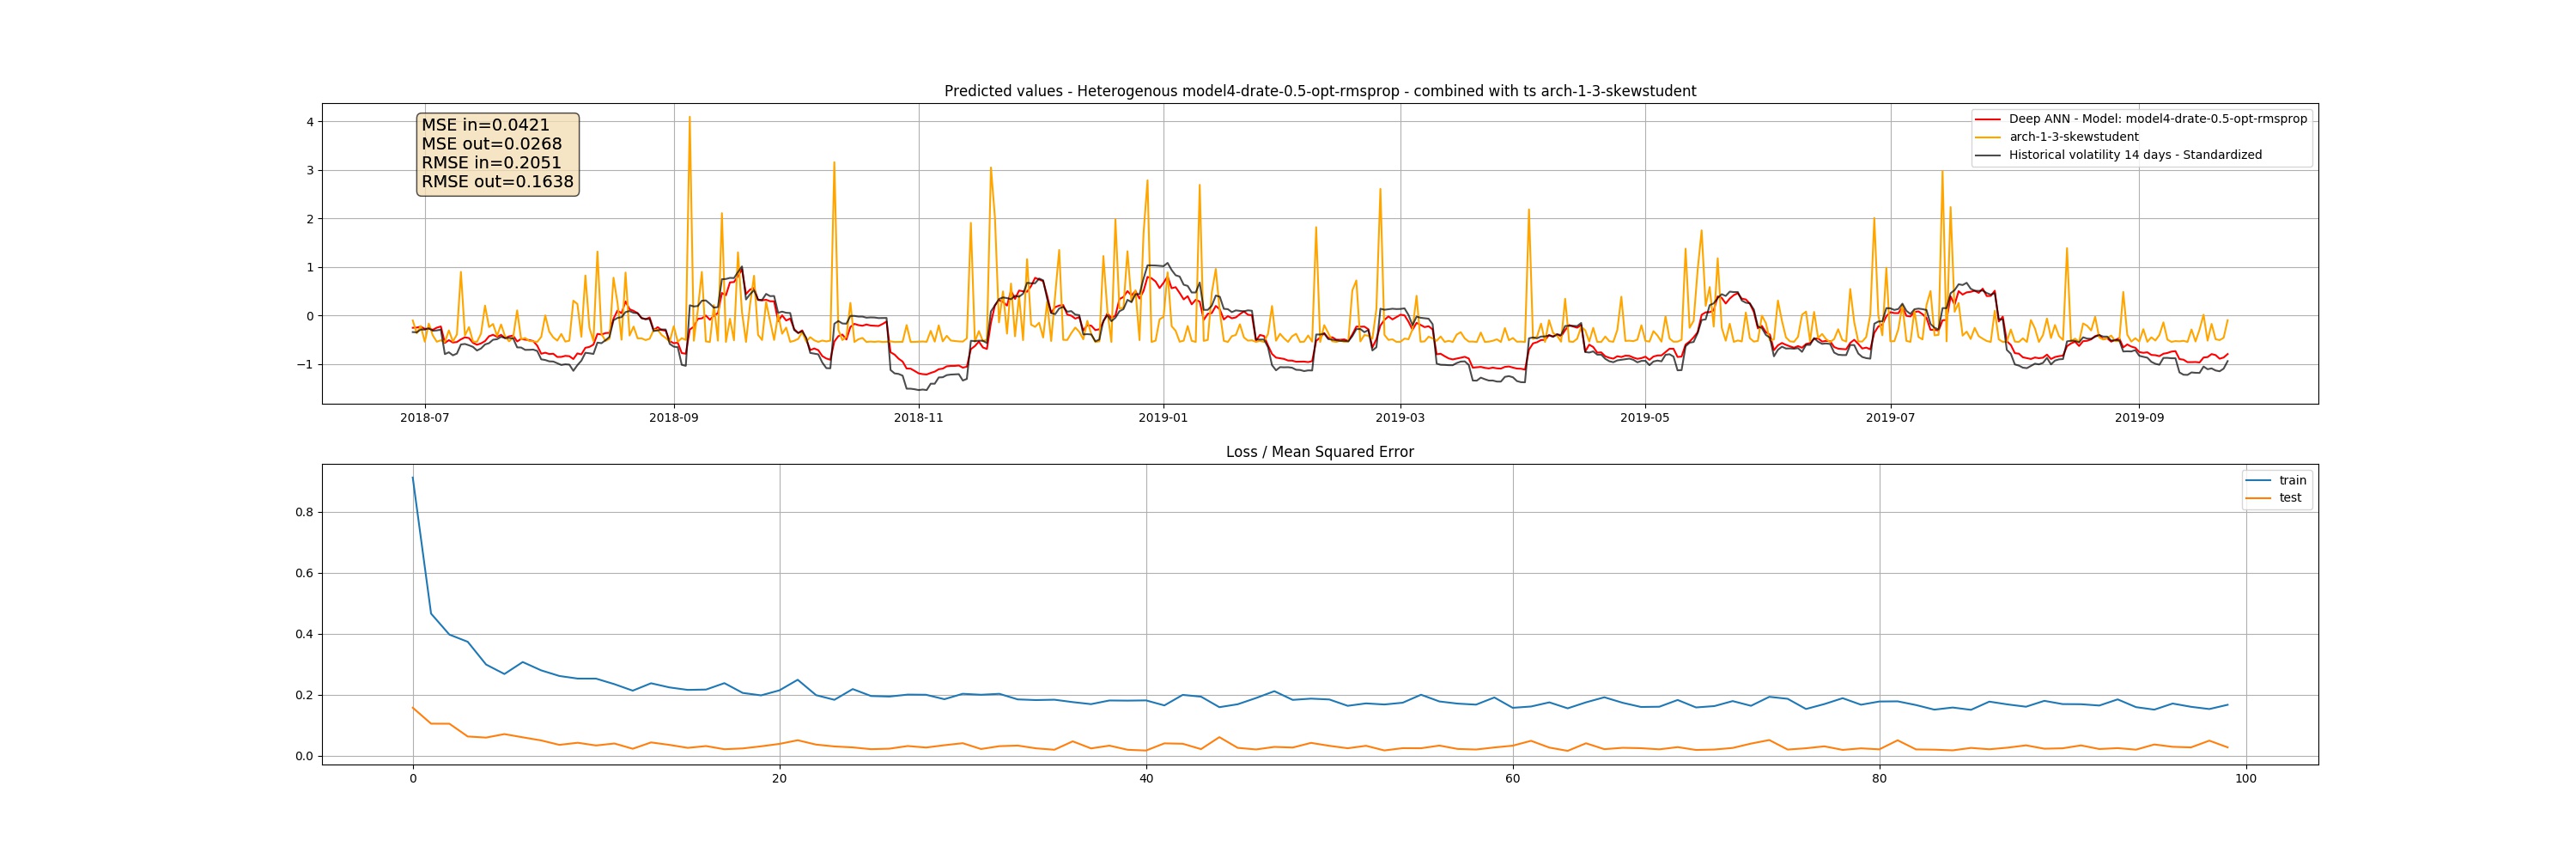 Predicted values - Heterogenous model4-drate-0.5-opt-rmsprop - combined with ts arch-1-3-skewstudent
MSE in=0.0421
MSE out=0.0268
RMSE in=0.2051
RMSE out=0.1638
Deep ANN - Model: model4-drate-0.5-opt-rmsprop
arch-1-3-skewstudent
Historical volatility 14 days - Standardized
4
3
2
1
0
−1
2018-07 2018-09 2018-11 2019-01 2019-03 2019-05 2019-07 2019-09
Loss / Mean Squared Error
train
test
0.8
0.6
0.4
0.2
0.0
0 20 40 60 80 100